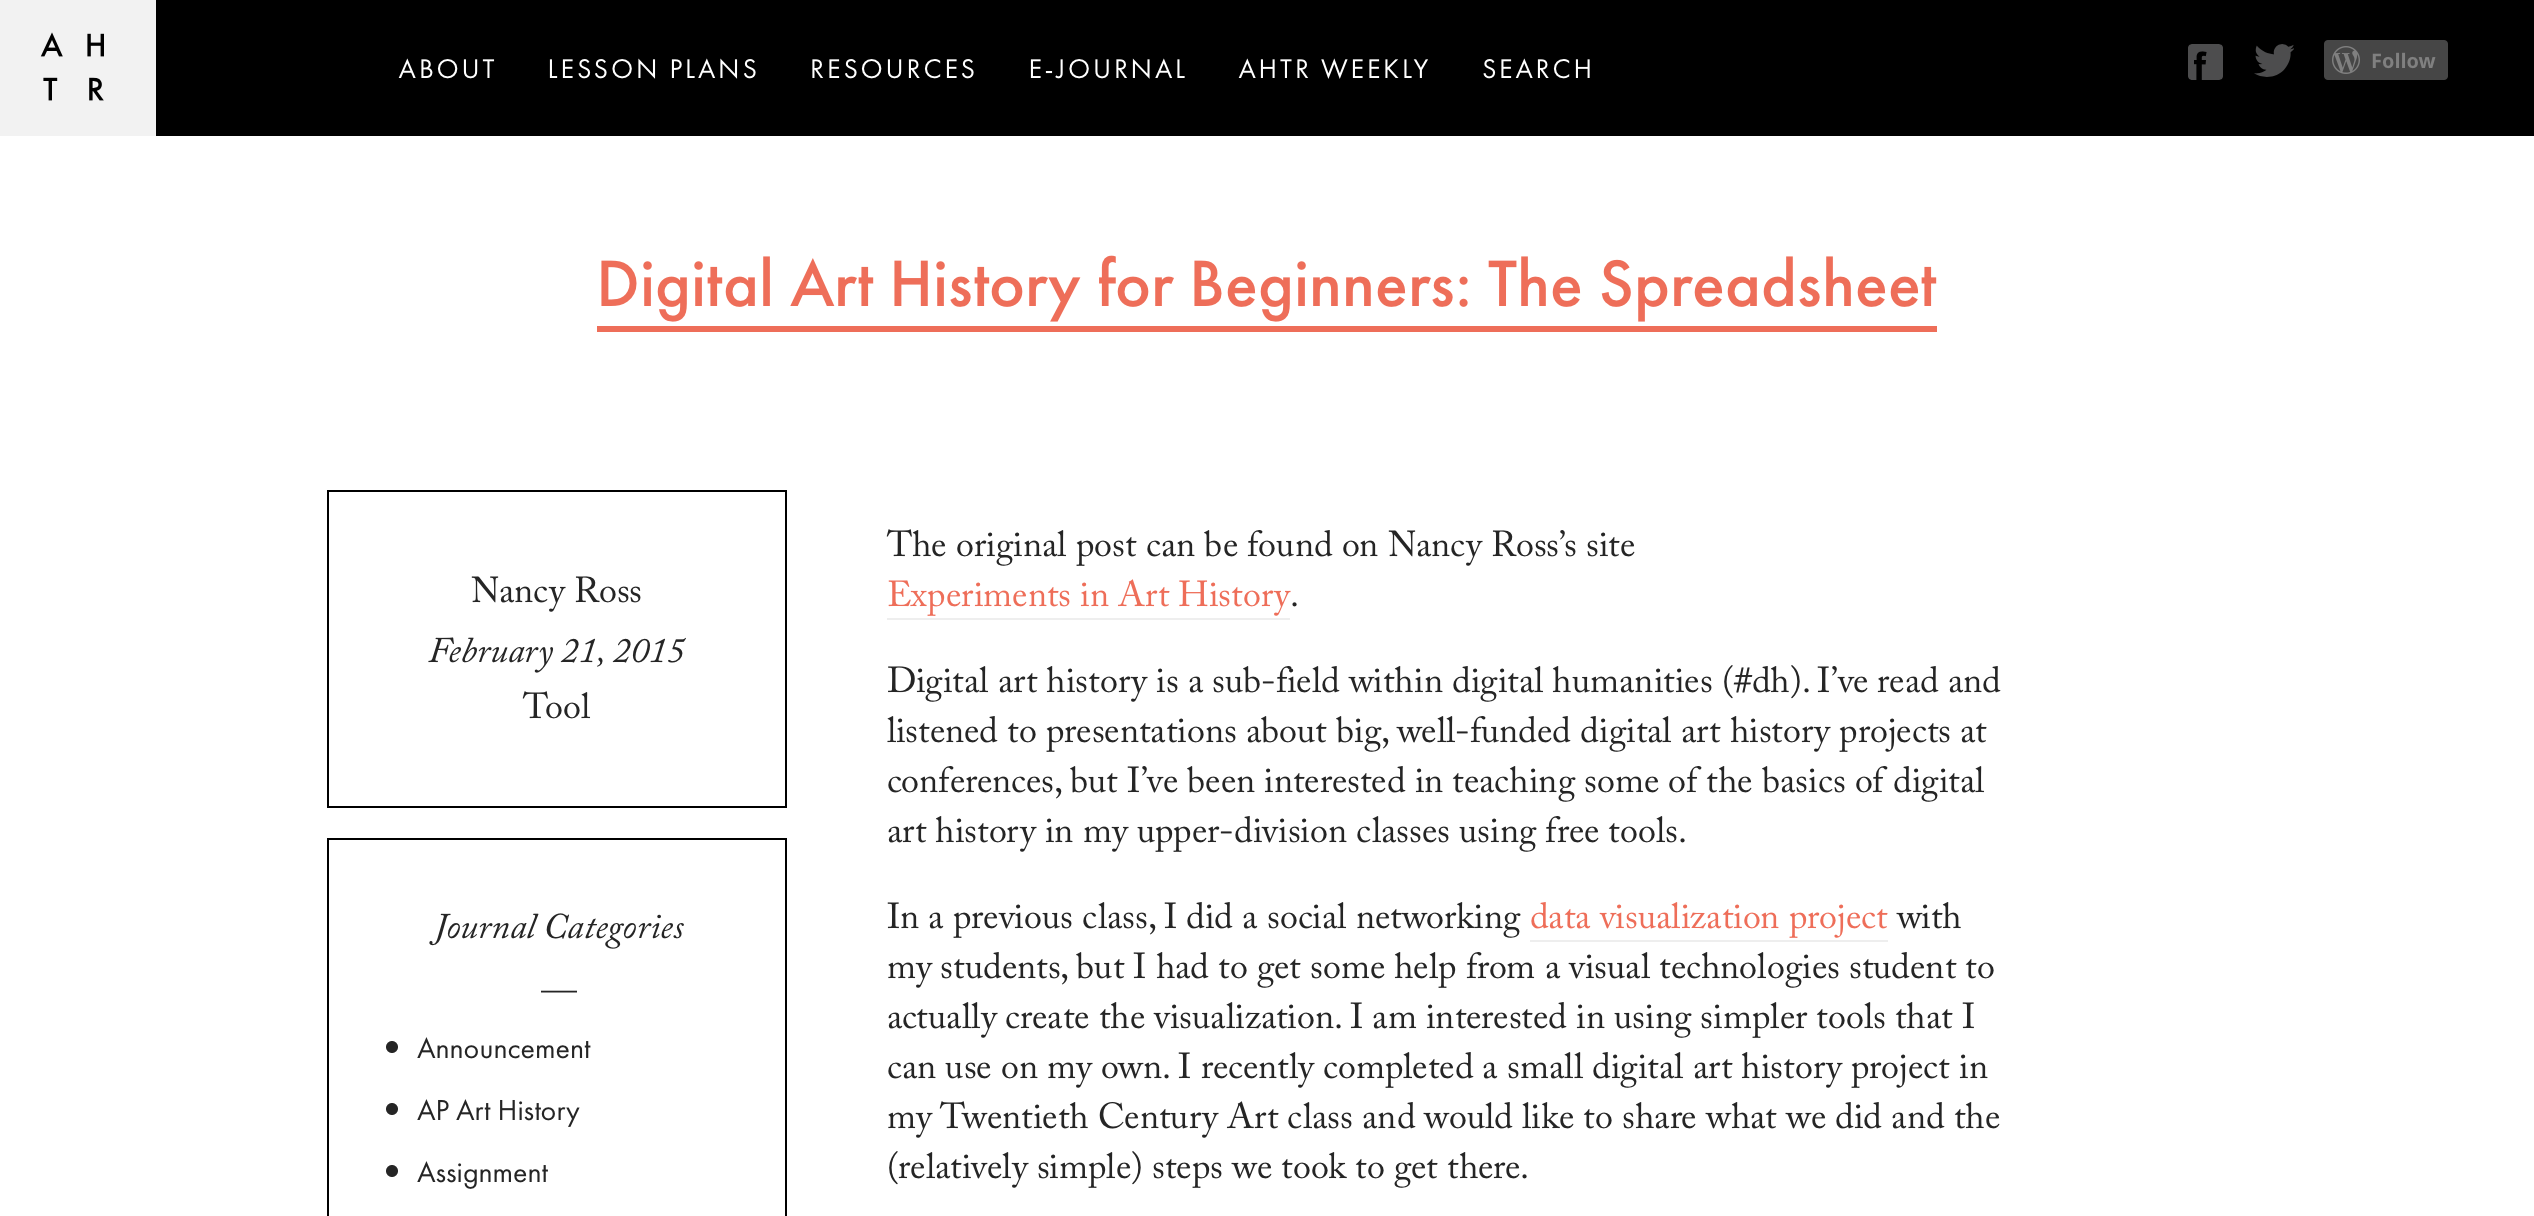 A H
T R
ABOUT LESSON PLANS RESOURCES E-JOURNAL AHTR WEEKLY SEARCH
Follow
Digital Art History for Beginners: The Spreadsheet
Nancy Ross
February 21, 2015
Tool
Journal Categories
—
Announcement
AP Art History
Assignment
The original post can be found on Nancy Ross’s site
Experiments in Art History.
Digital art history is a sub-field within digital humanities (#dh). I’ve read and
listened to presentations about big, well-funded digital art history projects at
conferences, but I’ve been interested in teaching some of the basics of digital
art history in my upper-division classes using free tools.
In a previous class, I did a social networking data visualization project with
my students, but I had to get some help from a visual technologies student to
actually create the visualization. I am interested in using simpler tools that I
can use on my own. I recently completed a small digital art history project in
my Twentieth Century Art class and would like to share what we did and the
(relatively simple) steps we took to get there.